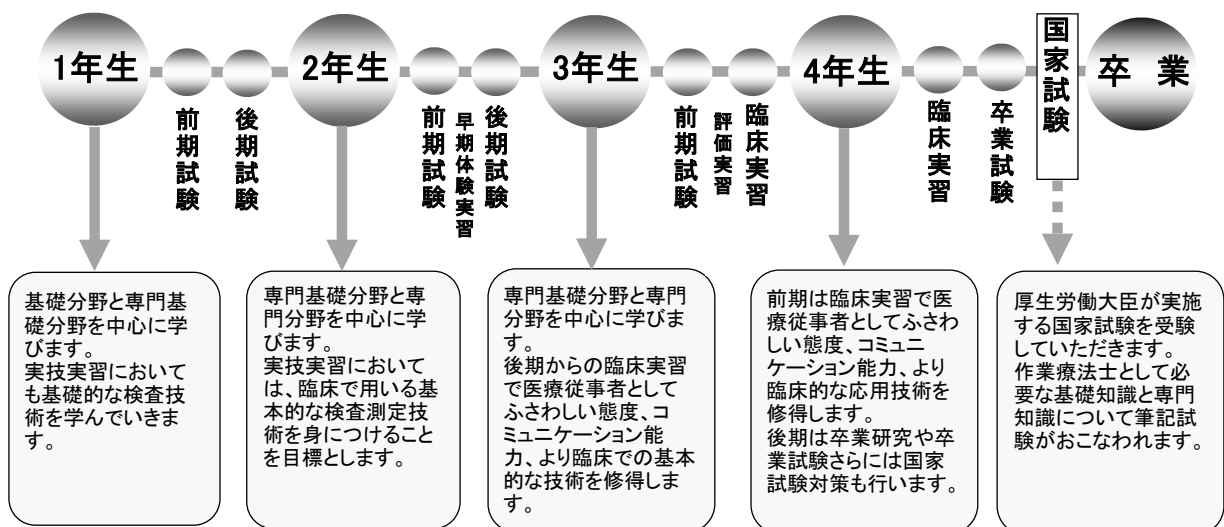 1年生
前期試験
後期試験
2年生
前期試験
早期体験実習
後期試験
3年生
前期試験
評価実習
臨床実習
4年生
臨床実習
卒業試験
国家試験
卒 業
基礎分野と専門基
礎分野を中心に学
びます。
実技実習において
も基礎的な検査技
術を学んでいきま
す。
専門基礎分野と専
門分野を中心に学
びます。
実技実習において
は、臨床で用いる基
本的な検査測定技
術を身につけること
を目標とします。
専門基礎分野と専門
分野を中心に学びま
す。
後期からの臨床実習
で医療従事者として
ふさわしい態度、コ
ミュニケーション能
力、より臨床での基本
的な技術を修得しま
す。
前期は臨床実習で医
療従事者としてふさわ
しい態度、コミュニ
ケーション能力、より
臨床的な応用技術を
修得します。
後期は卒業研究や卒
業試験さらには国家
試験対策も行います。
厚生労働大臣が実施
する国家試験を受験
していただきます。
作業療法士として必
要な基礎知識と専門
知識について筆記試
験がおこなわれます。